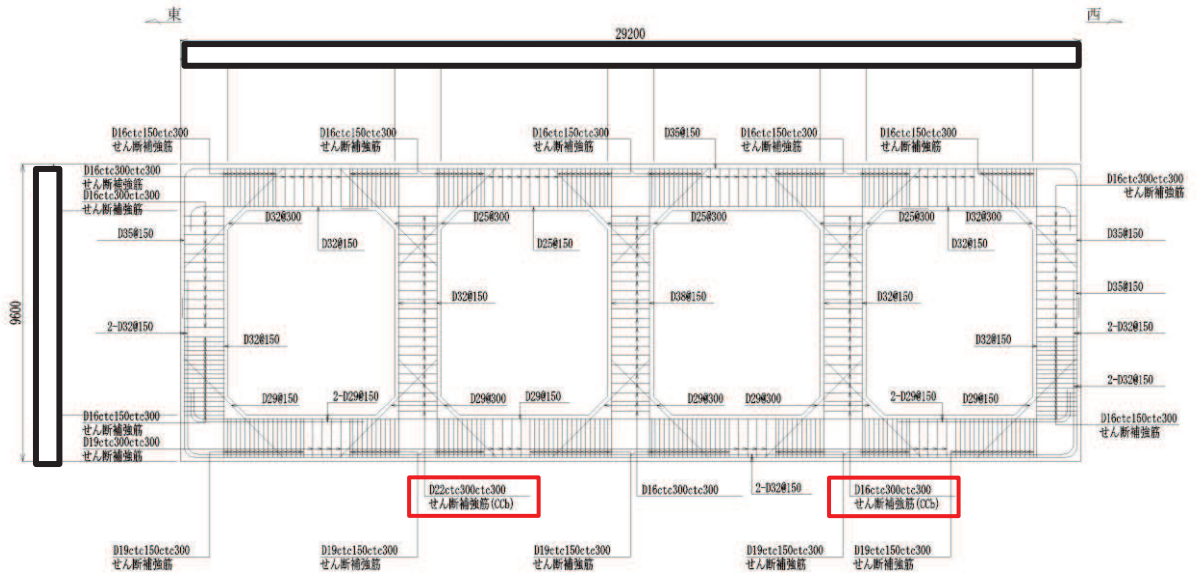 東
西
29200
D16ctc150ctc300
せん断補強筋
D16ctc150ctc300
せん断補強筋
D16ctc150ctc300
せん断補強筋
D35@150
D16ctc150ctc300
せん断補強筋
D16ctc150ctc300
せん断補強筋
D16ctc300ctc300
せん断補強筋
D16ctc300ctc300
せん断補強筋
D16ctc300ctc300
せん断補強筋
D32@300
D25@300
D25@300
D25@300
D32@300
D35@150
D32@150
D25@150
D32@150
D35@150
D32@150
D38@150
D32@150
D35@150
9600
2-D32@150
D32@150
D32@150
2-D32@150
D29@150
2-D29@150
D29@300
D29@150
D29@300
D29@300
2-D29@150
D29@150
2-D32@150
D16ctc150ctc300
せん断補強筋
D16ctc150ctc300
せん断補強筋
D19ctc300ctc300
せん断補強筋
D22ctc300ctc300
せん断補強筋(CCb)
D16ctc300ctc300
2-D32@150
D16ctc300ctc300
せん断補強筋(CCb)
D19ctc150ctc300
せん断補強筋
D19ctc150ctc300
せん断補強筋
D19ctc150ctc300
せん断補強筋
D19ctc150ctc300
せん断補強筋
D19ctc150ctc300
せん断補強筋